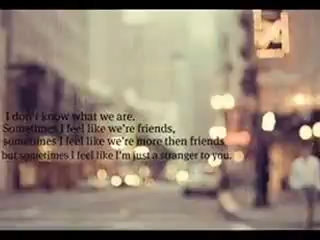 I don't know what we are.
Sometimes I feel like we're friends,
sometimes I feel like we're more then friends
but sometimes I feel like I'm just a stranger to you.